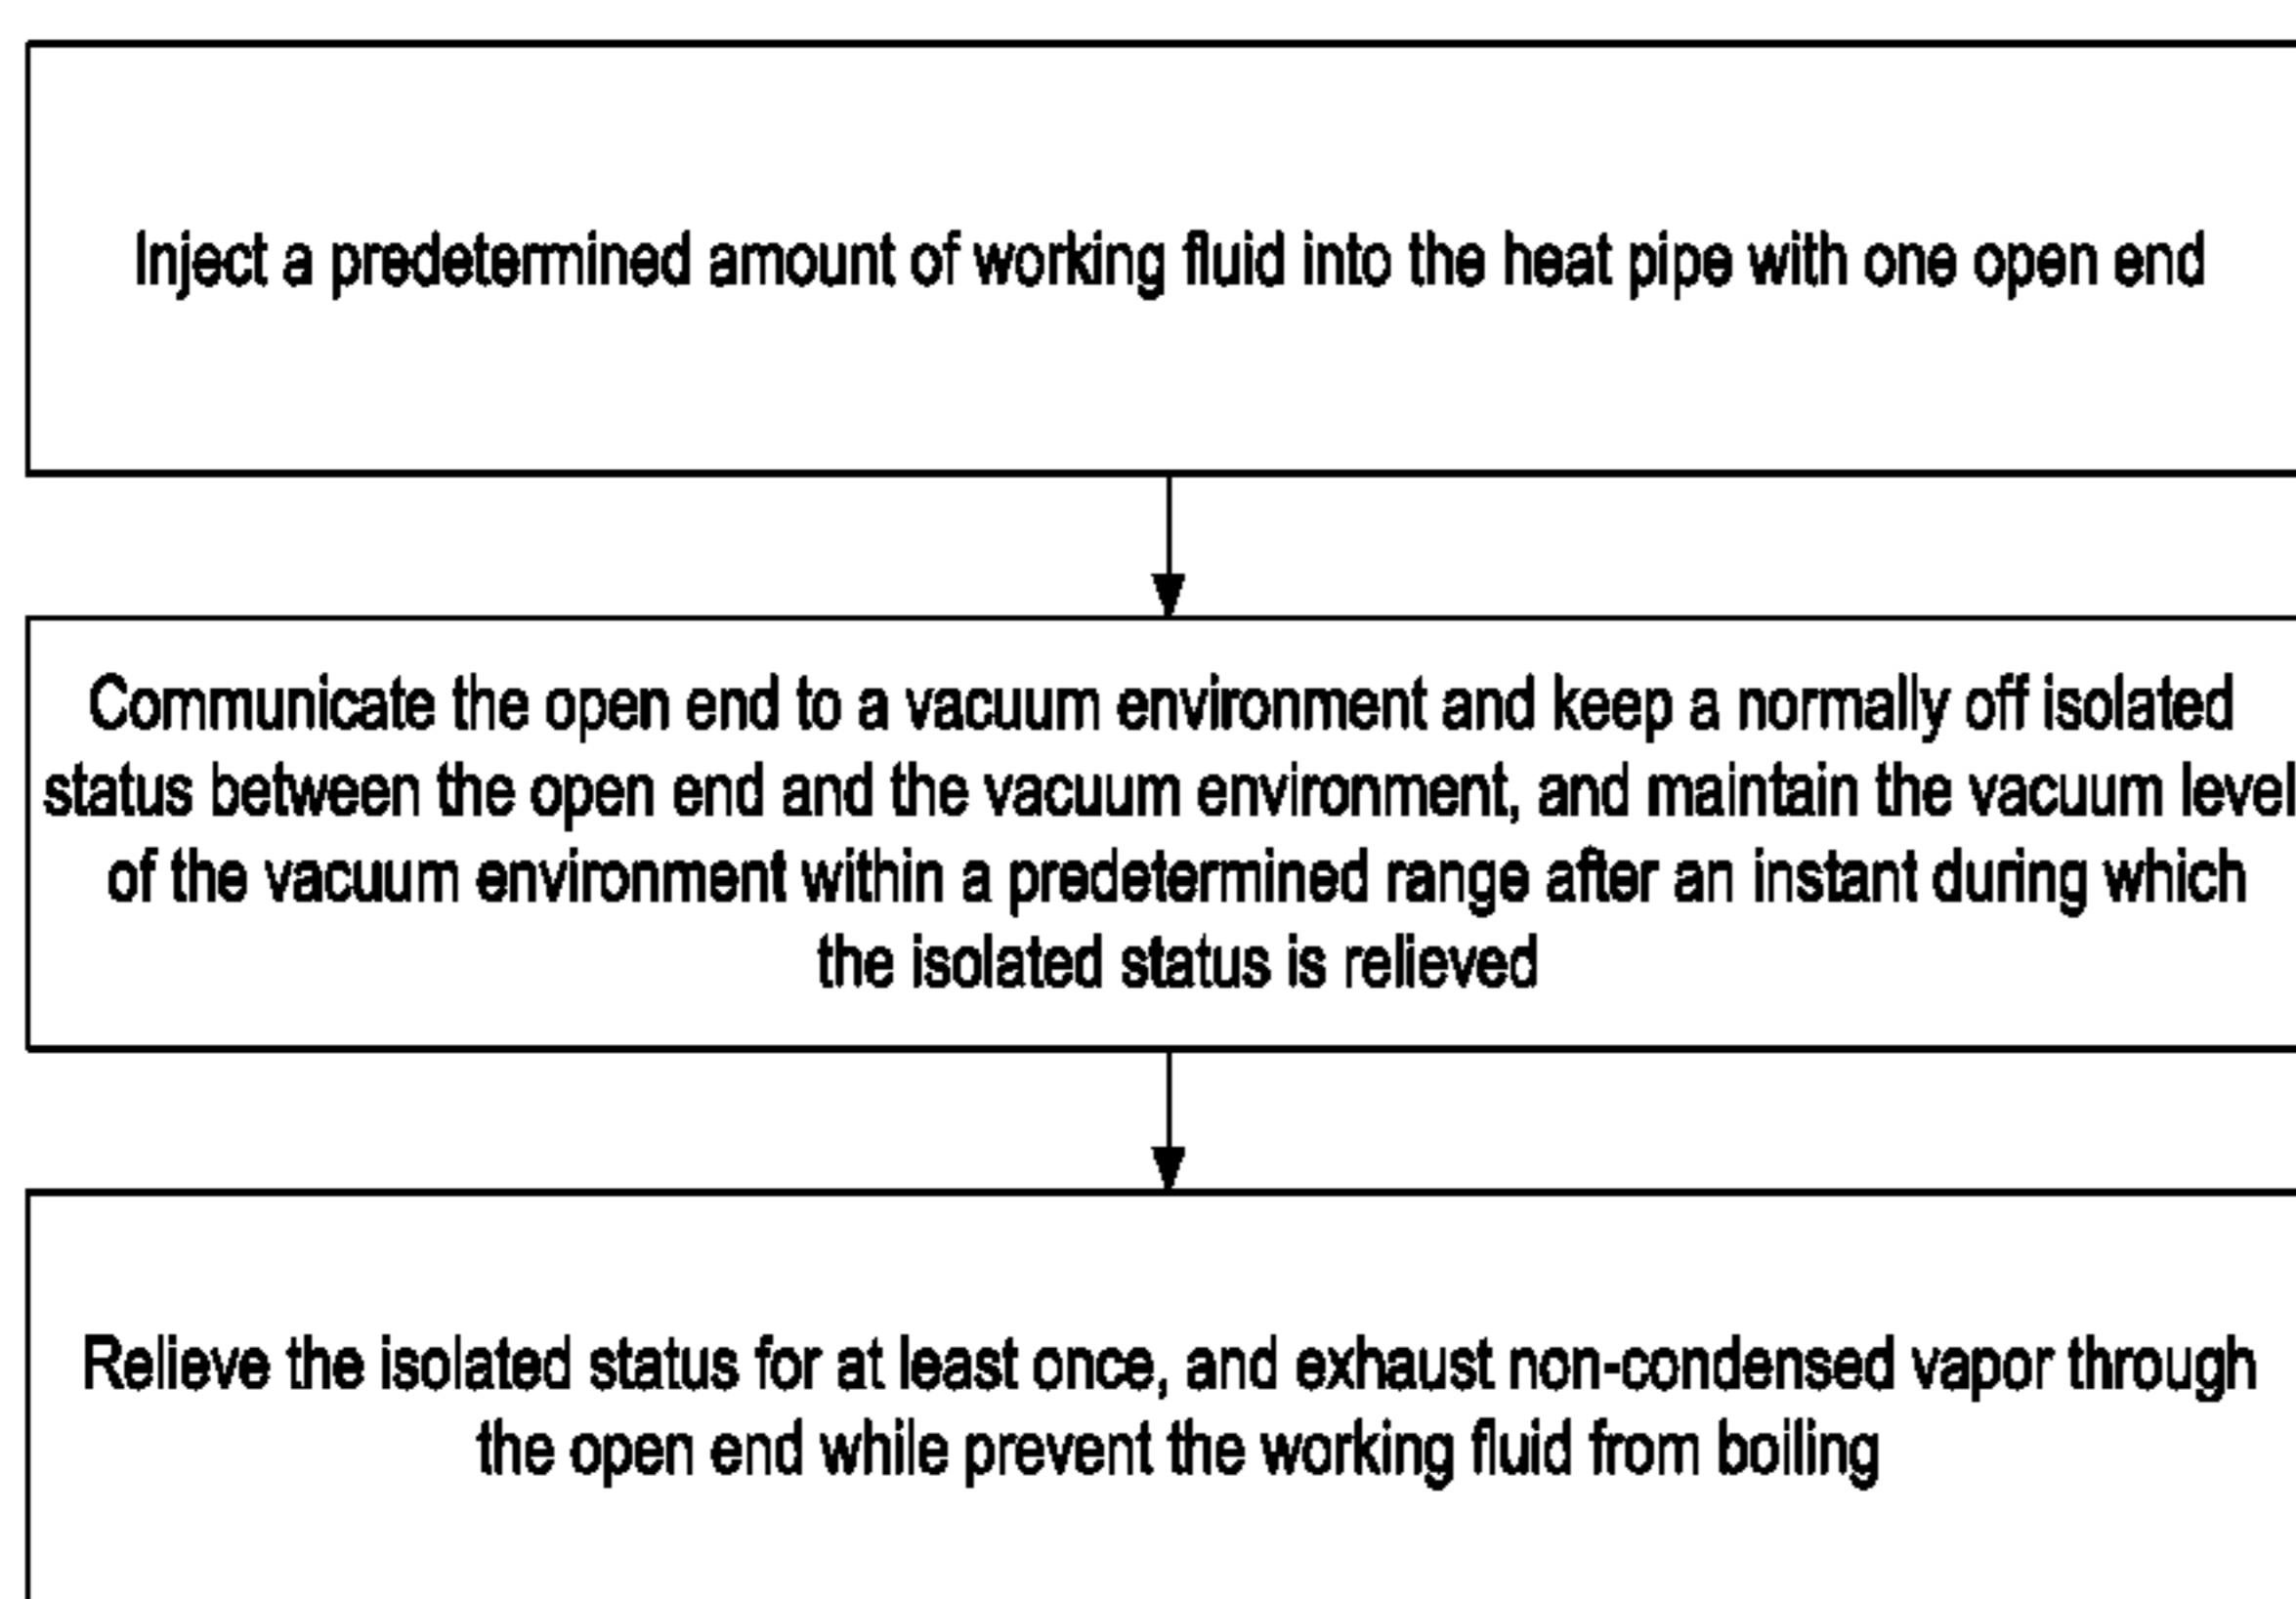 Inject a predetermined amount of working fluid into the heat pipe with one open end
Communicate the open end to a vacuum environment and keep a normally off isolated
status between the open end and the vacuum environment, and maintain the vacuum level
of the vacuum environment within a predetermined range after an instant during which
the isolated status is relieved
Relieve the isolated status for at least once, and exhaust non-condensed vapor through
the open end while prevent the working fluid from boiling